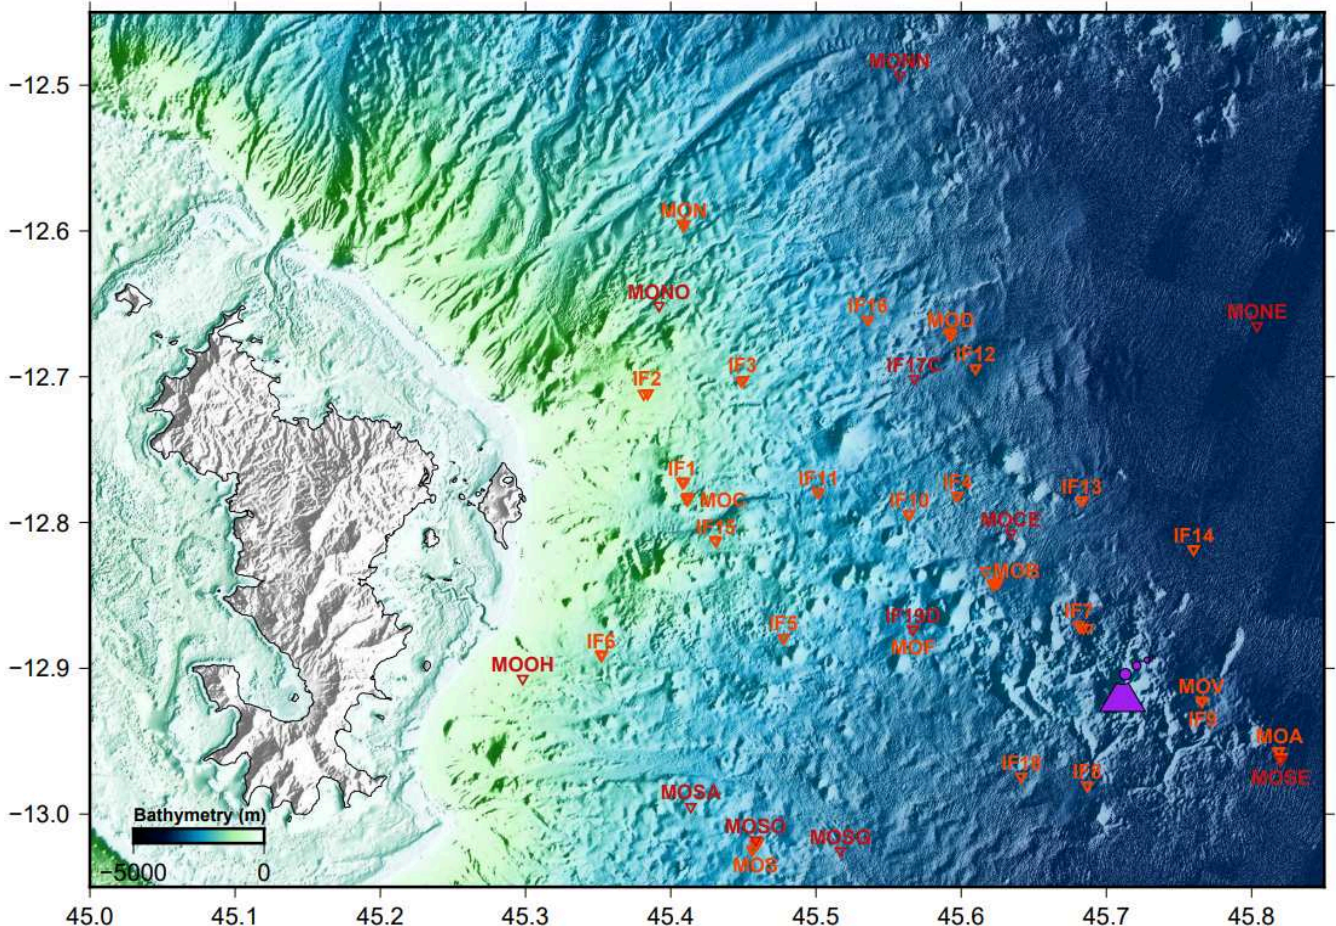 −12.5
−12.6
−12.7
−12.8
−12.9
−13.0
MONN
MON
MONO
IF16
MOD
MONE
IF12
IF3
IF17C
IF2
IF1
IF11
IF4
IF13
MOC
IF10
MOCE
IF15
IF14
MOB
IF7
IF19D
IF5
IF6
MOF
MOOH
MOV
IF9
MOA
IF18
IF8
MOSE
MOSA
MOSO
MOSG
MOS
Bathymetry (m)
−5000 0
45.0 45.1 45.2 45.3 45.4 45.5 45.6 45.7 45.8